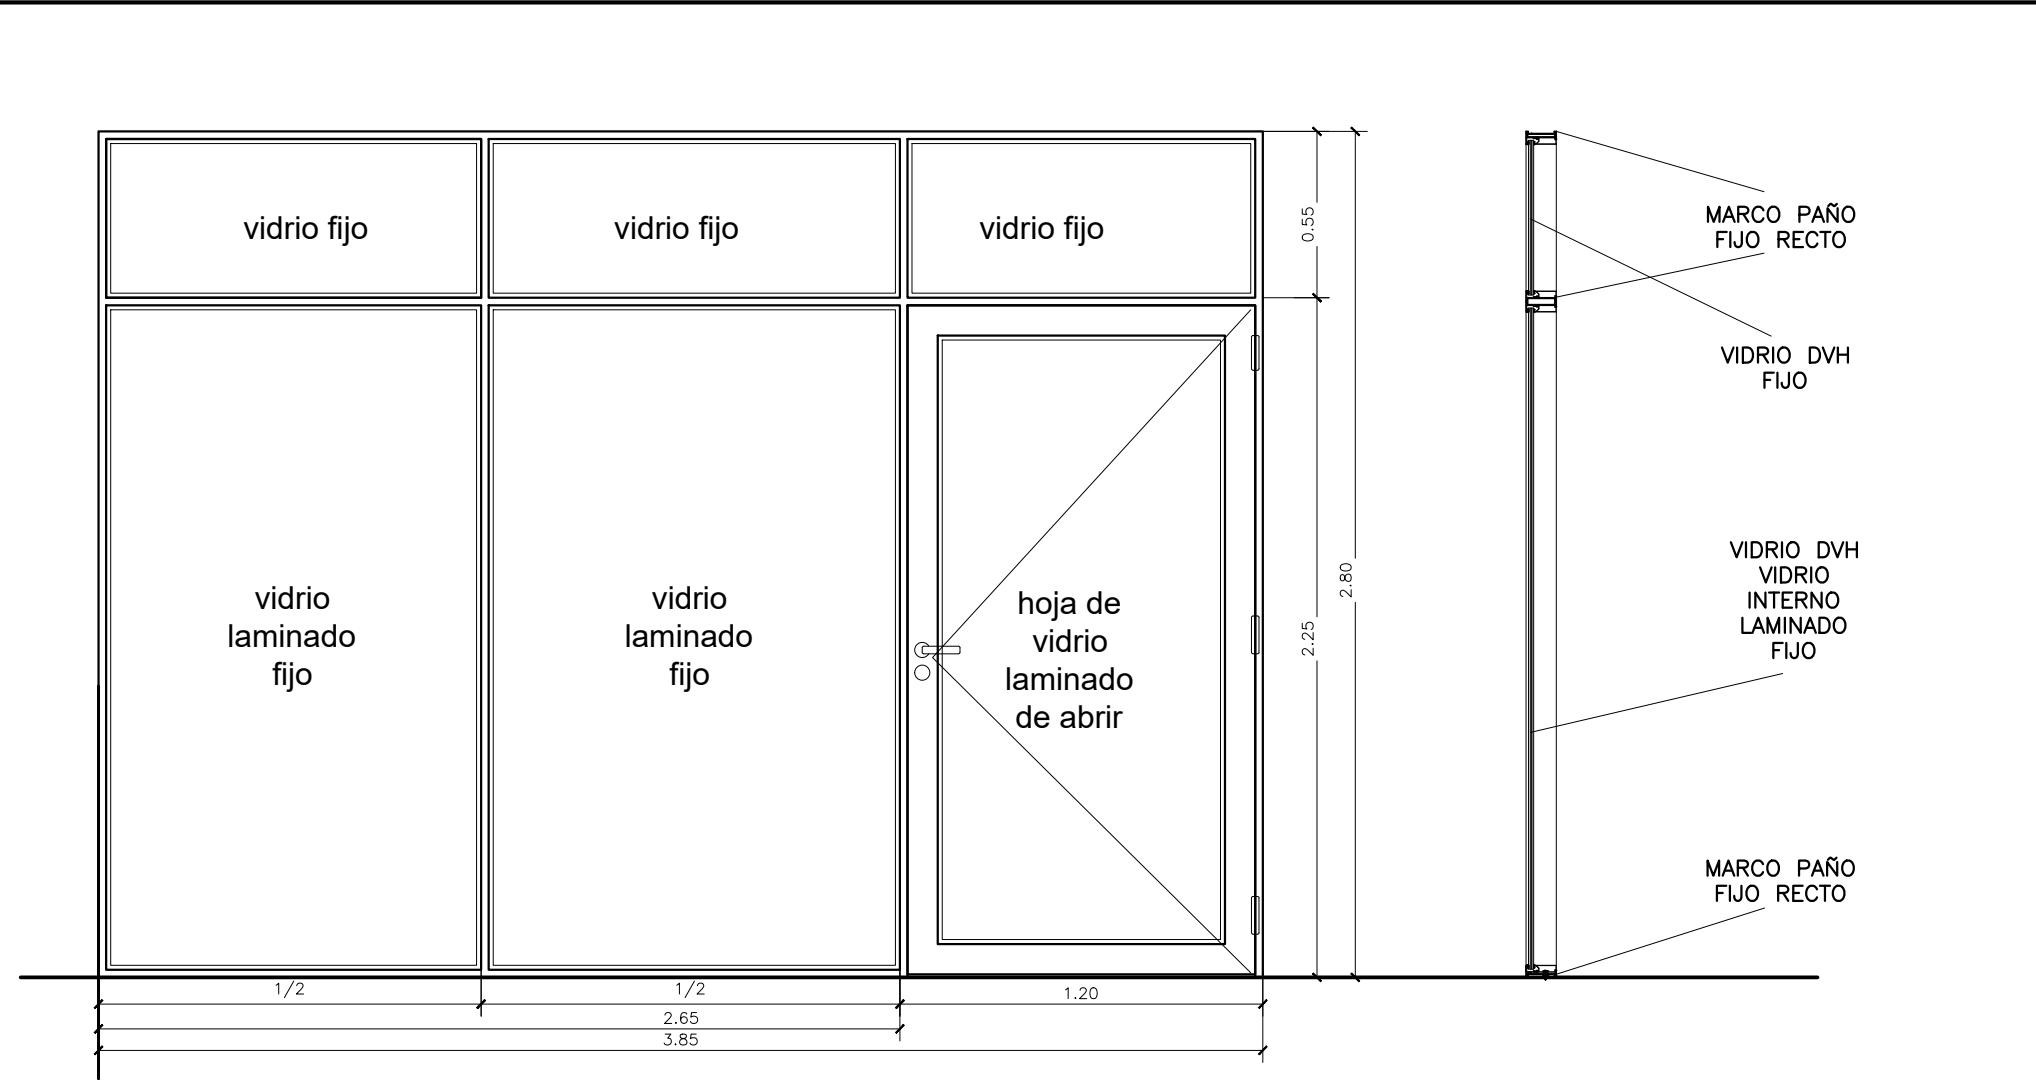 vidrio fijo
vidrio fijo
vidrio fijo
vidrio
laminado
fijo
vidrio
laminado
fijo
hoja de
vidrio
laminado
de abrir
0.55
2.80
2.25
1/2
1/2
1.20
2.65
3.85
MARCO PAÑO
FIJO RECTO
VIDRIO DVH
FIJO
VIDRIO DVH
VIDRIO
INTERNO
LAMINADO
FIJO
MARCO PAÑO
FIJO RECTO